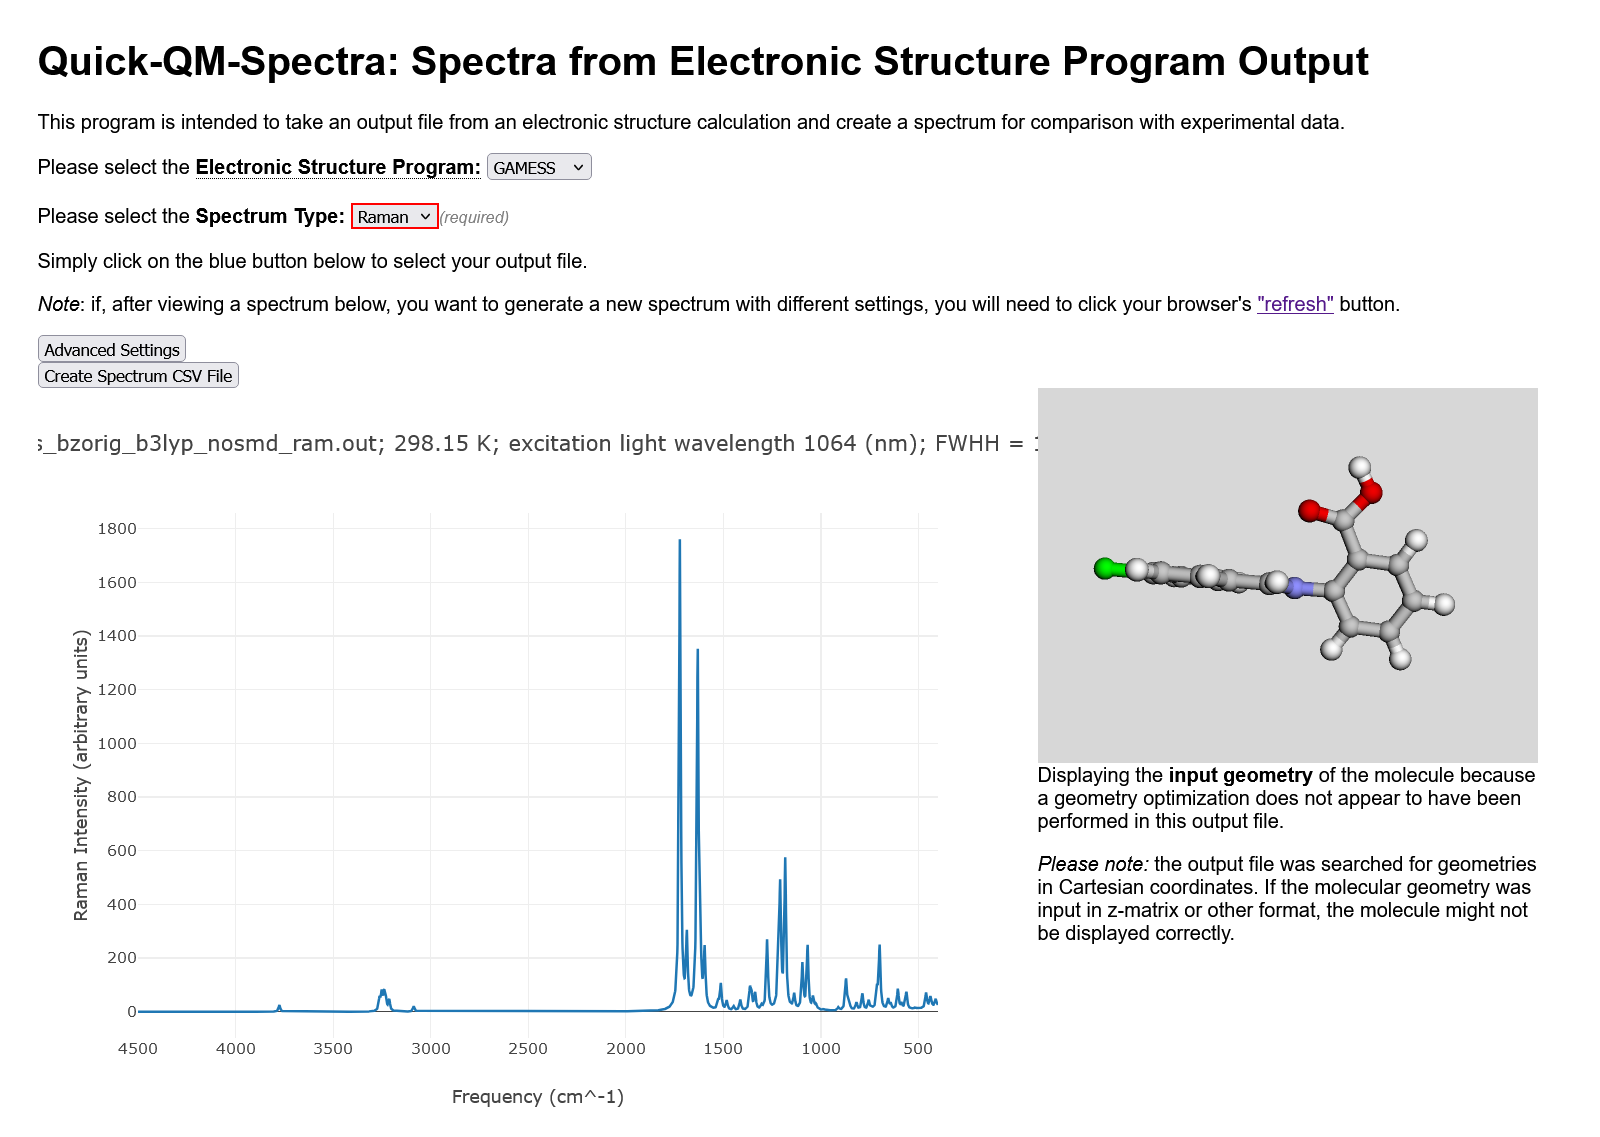 Quick-QM-Spectra: Spectra from Electronic Structure Program Output
This program is intended to take an output file from an electronic structure calculation and create a spectrum for comparison with experimental data.
Please select the Electronic Structure Program: GAMESS
Please select the Spectrum Type: Raman (required)
Simply click on the blue button below to select your output file.
Note: if, after viewing a spectrum below, you want to generate a new spectrum with different settings, you will need to click your browser's "refresh" button.
Advanced Settings
Create Spectrum CSV File
s_bzorig_b3lyp_nosmd_ram.out; 298.15 K; excitation light wavelength 1064 (nm); FWHH =
Raman Intensity (arbitrary units)
1800
1600
1400
1200
1000
800
600
400
200
0
4500 4000 3500 3000 2500 2000 1500 1000 500
Frequency (cm^-1)
Displaying the input geometry of the molecule because
a geometry optimization does not appear to have been
performed in this output file.
Please note: the output file was searched for geometries
in Cartesian coordinates. If the molecular geometry was
input in z-matrix or other format, the molecule might not
be displayed correctly.